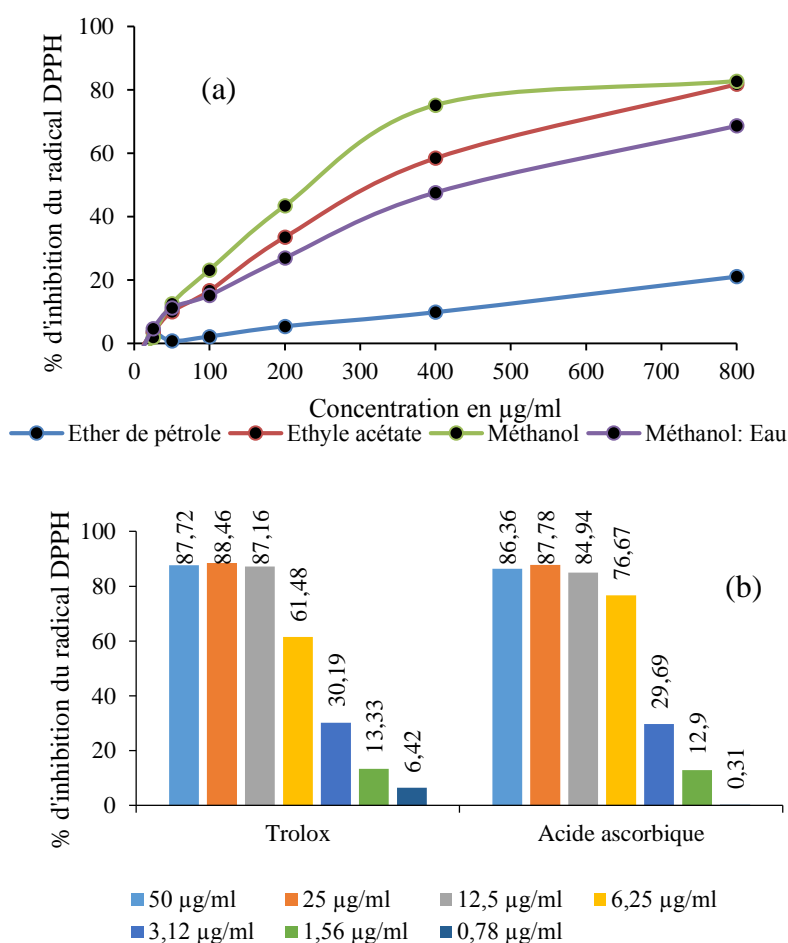 % d'inhibition du radical DPPH
100
80
60
40
20
0
(a)
0 100 200 300 400 500 600 700 800
Concentration en µg/ml
Ether de pétrole Ethyle acétate Méthanol Méthanol: Eau
% d'inhibition du radical DPPH
100
80
60
40
20
0
87,72
88,46
87,16
61,48
30,19
13,33
6,42
86,36
87,78
84,94
76,67
29,69
12,9
0,31
(b)
Trolox Acide ascorbique
50 µg/ml 25 µg/ml 12,5 µg/ml 6,25 µg/ml
3,12 µg/ml 1,56 µg/ml 0,78 µg/ml